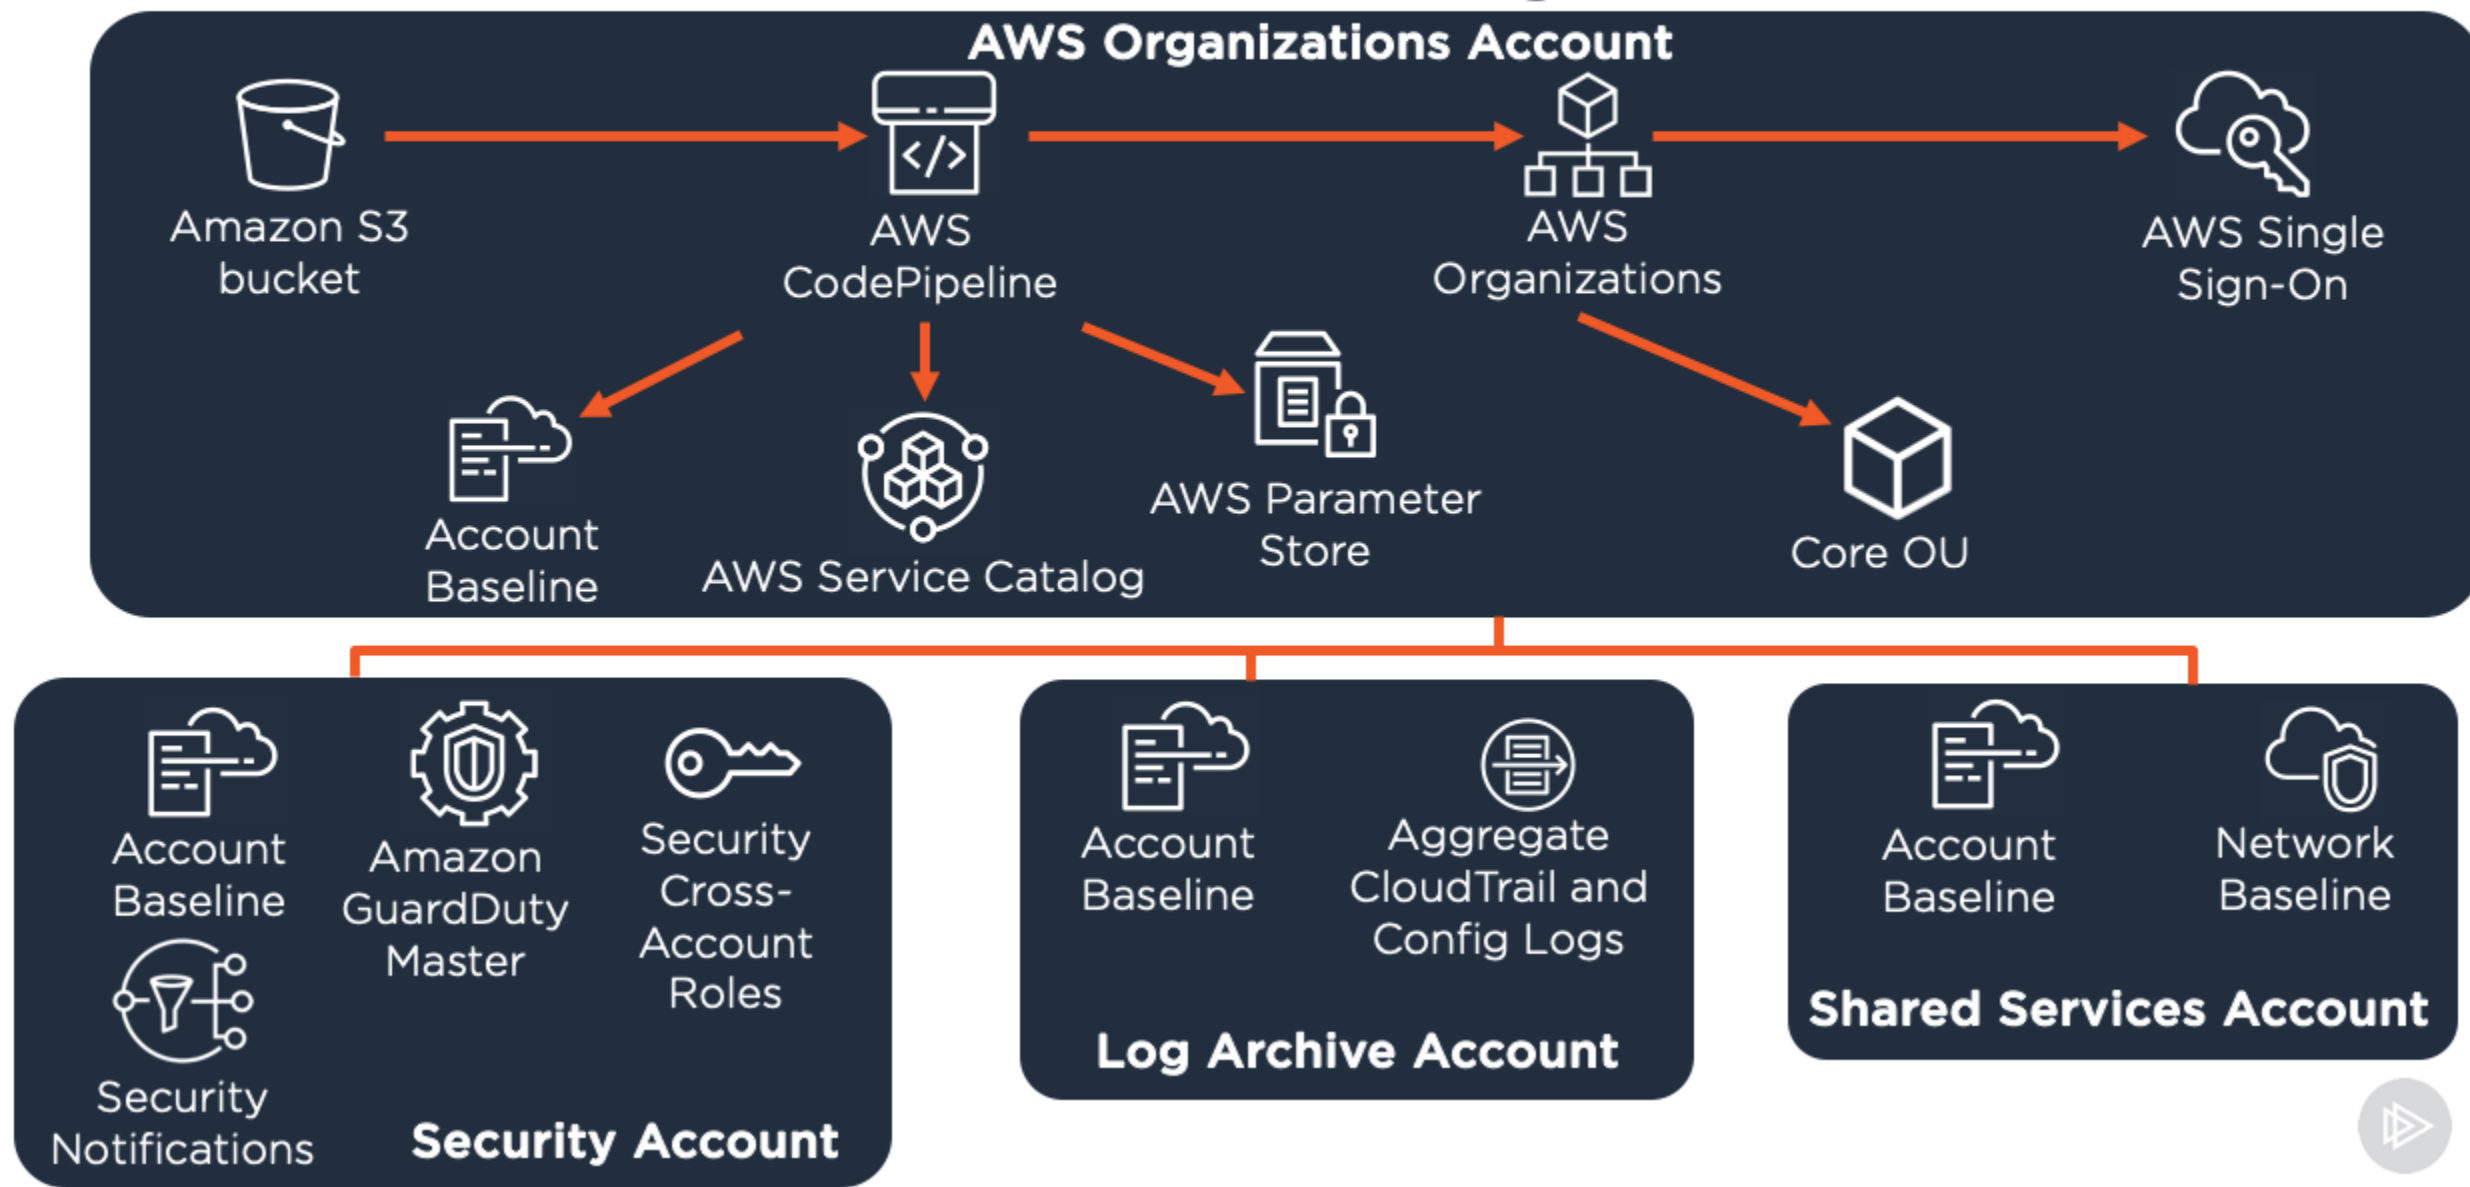 AWS Organizations Account
Amazon S3
bucket
AWS
CodePipeline
AWS
Organizations
AWS Single
Sign-On
Account
Baseline
AWS Service Catalog
AWS Parameter
Store
Core OU
Account
Baseline
Amazon
GuardDuty
Master
Security
Cross-
Account
Roles
Security
Notifications
Security Account
Account
Baseline
Aggregate
CloudTrail and
Config Logs
Log Archive Account
Account
Baseline
Network
Baseline
Shared Services Account